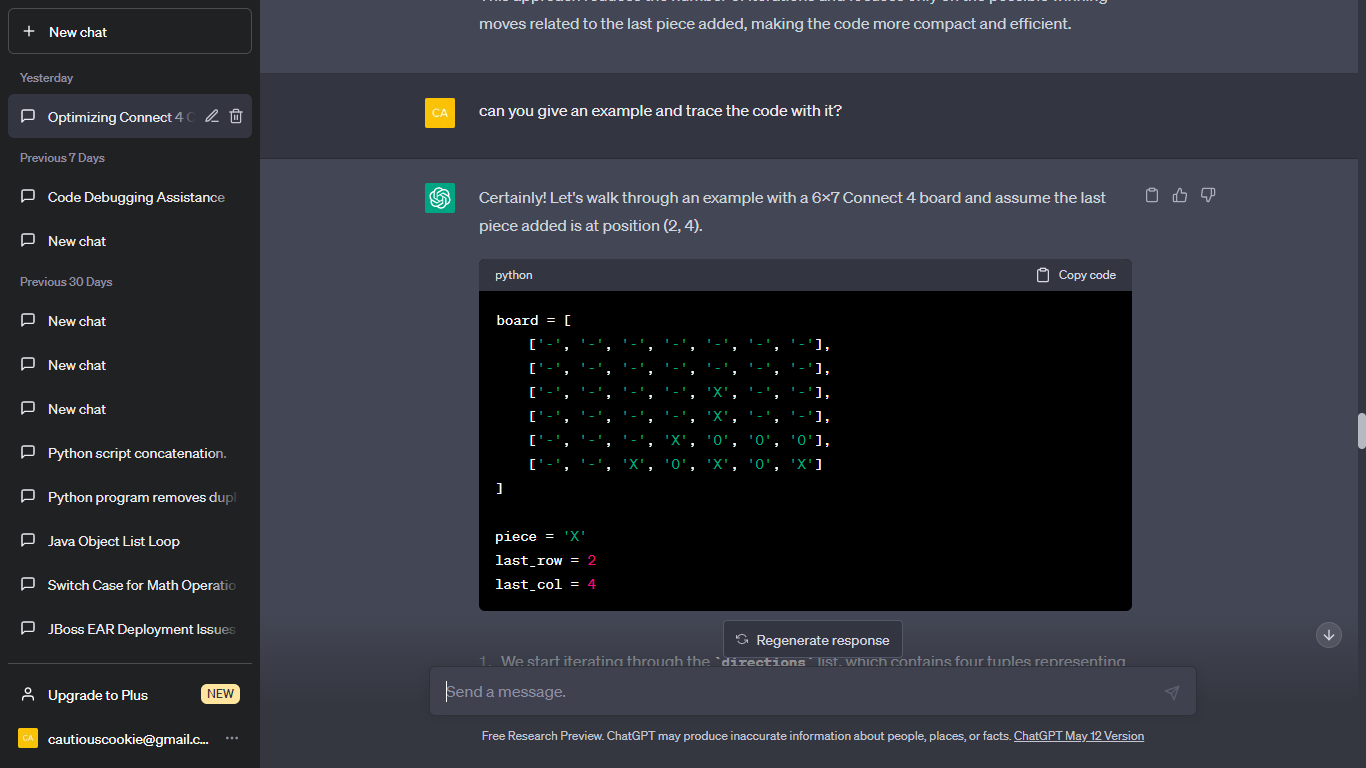 New chat
Yesterday
Optimizing Connect 4 C
Previous 7 Days
Code Debugging Assistance
New chat
Previous 30 Days
New chat
New chat
New chat
Python script concatenation.
Python program removes dupl
Java Object List Loop
Switch Case for Math Operatio
JBoss EAR Deployment Issues
Upgrade to Plus NEW
CA cautiouscookie@gmail.c... ...
moves related to the last piece added, making the code more compact and efficient.
CA can you give an example and trace the code with it?
Certainly! Let's walk through an example with a 6x7 Connect 4 board and assume the last
piece added is at position (2, 4).
python Copy code
board = [
['-', '-', '-', '-', '-', '-', '-'],
['-', '-', '-', '-', '-', '-', '-'],
['-', '-', '-', '-', 'X', '-', '-'],
['-', '-', '-', '-', 'X', '-', '-'],
['-', '-', '-', 'X', 'O', 'O', 'O'],
['-', '-', 'X', 'O', 'X', 'O', 'X']
]
piece = 'X'
last_row = 2
last_col = 4
Regenerate response
1. We start iterating through the `directions` list, which contains four tuples representing
Send a message.
Free Research Preview. ChatGPT may produce inaccurate information about people, places, or facts. ChatGPT May 12 Version